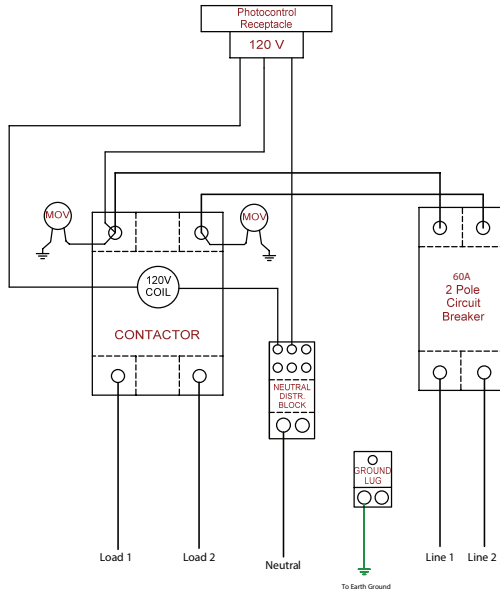 Photocontrol
Receptacle
120 V
MOV
MOV
120V
COIL
CONTACTOR
60A
2 Pole
Circuit
Breaker
NEUTRAL
DISTR.
BLOCK
GROUND
LUG
Load 1
Load 2
Neutral
Line 1
Line 2
To Earth Ground